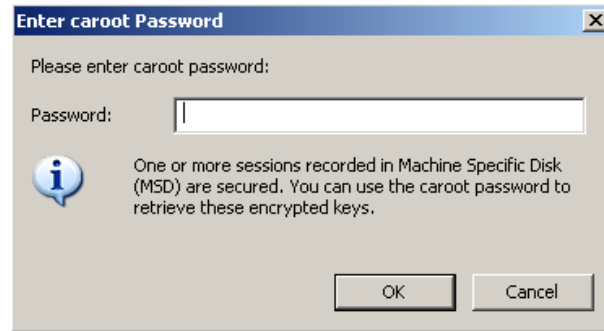 Enter caroot Password
Please enter caroot password:
Password:
One or more sessions recorded in Machine Specific Disk
(MSD) are secured. You can use the caroot password to
retrieve these encrypted keys.
OK Cancel